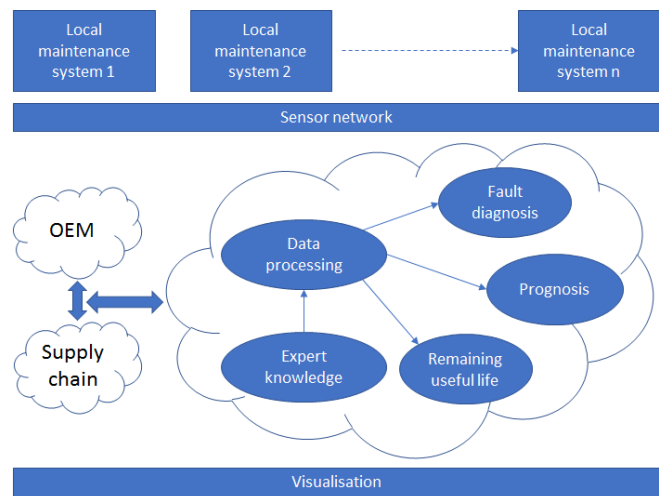 Local
maintenance
system 1
Local
maintenance
system 2
Local
maintenance
system n
Sensor network
OEM
Supply
chain
Data
processing
Expert
knowledge
Fault
diagnosis
Prognosis
Remaining
useful life
Visualisation